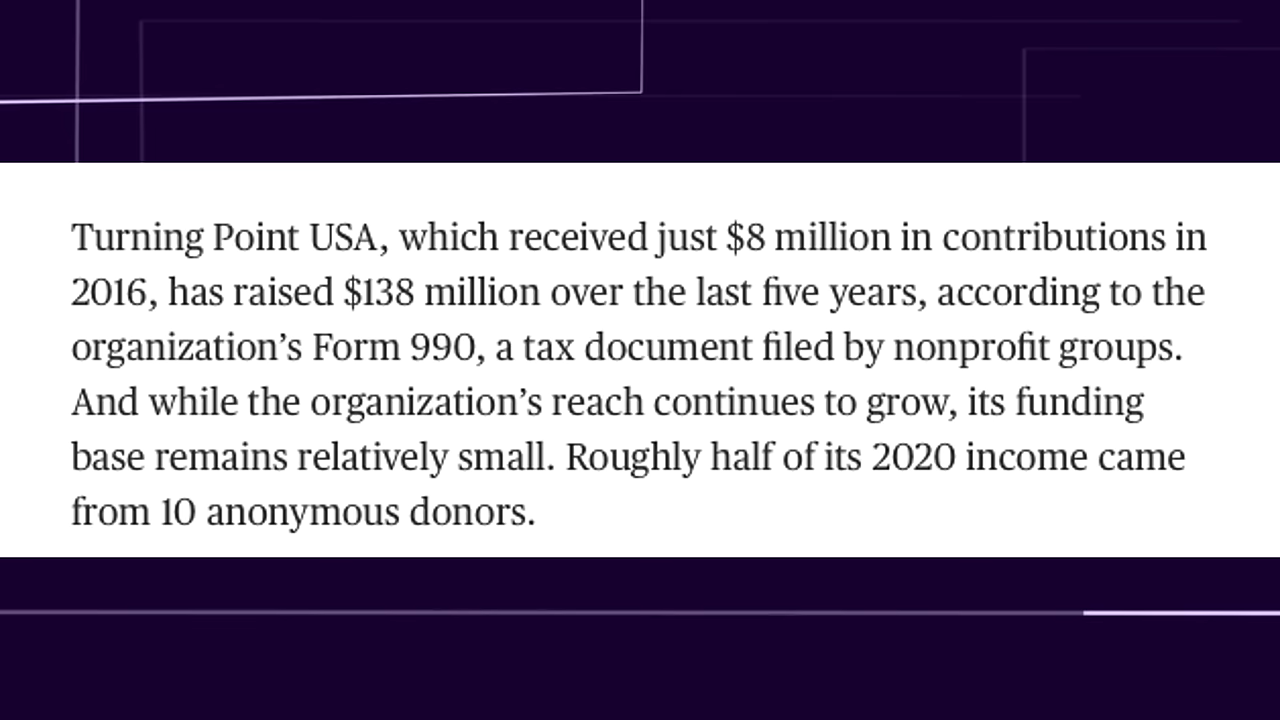 Turning Point USA, which received just $8 million in contributions in
2016, has raised $138 million over the last five years, according to the
organization’s Form 990, a tax document filed by nonprofit groups.
And while the organization’s reach continues to grow, its funding
base remains relatively small. Roughly half of its 2020 income came
from 10 anonymous donors.